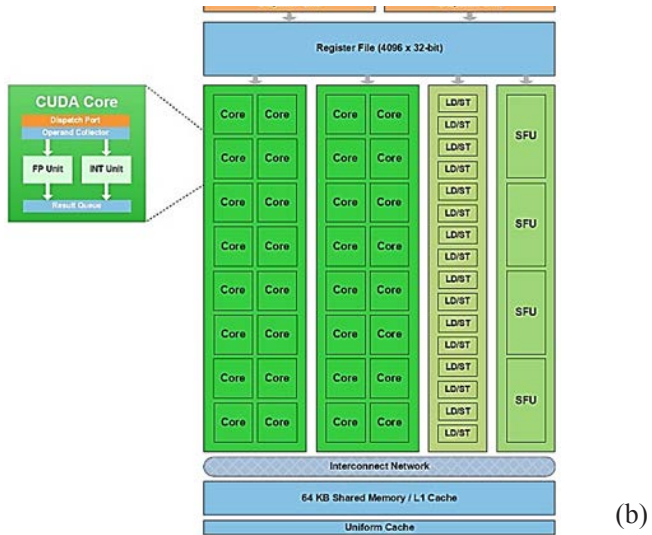 Register File (4096 x 32-bit)
CUDA Core
Dispatch Port
Operand Collector
FP Unit INT Unit
Result Queue
Core Core Core Core LD/ST SFU
LD/ST
Core Core Core Core LD/ST
LD/ST
Core Core Core Core LD/ST SFU
LD/ST
Core Core Core Core LD/ST
LD/ST
Core Core Core Core LD/ST SFU
LD/ST
Core Core Core Core LD/ST
LD/ST
Core Core Core Core LD/ST SFU
LD/ST
Core Core Core Core LD/ST
LD/ST
Interconnect Network
64 KB Shared Memory / L1 Cache
Uniform Cache
(b)